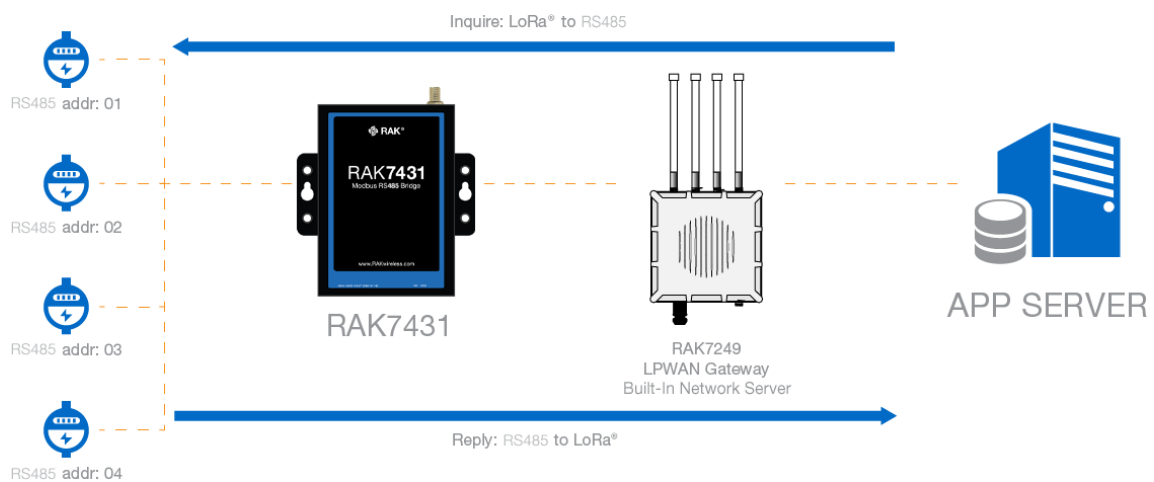 Inquire: LoRa® to RS485
RS485 addr: 01
RS485 addr: 02
RS485 addr: 03
RS485 addr: 04
RAK®
RAK7431
Modbus RS485 Bridge
www.RAKwireless.com
RAK7431
RAK7249
LPWAN Gateway
Built-In Network Server
APP SERVER
Reply: RS485 to LoRa®